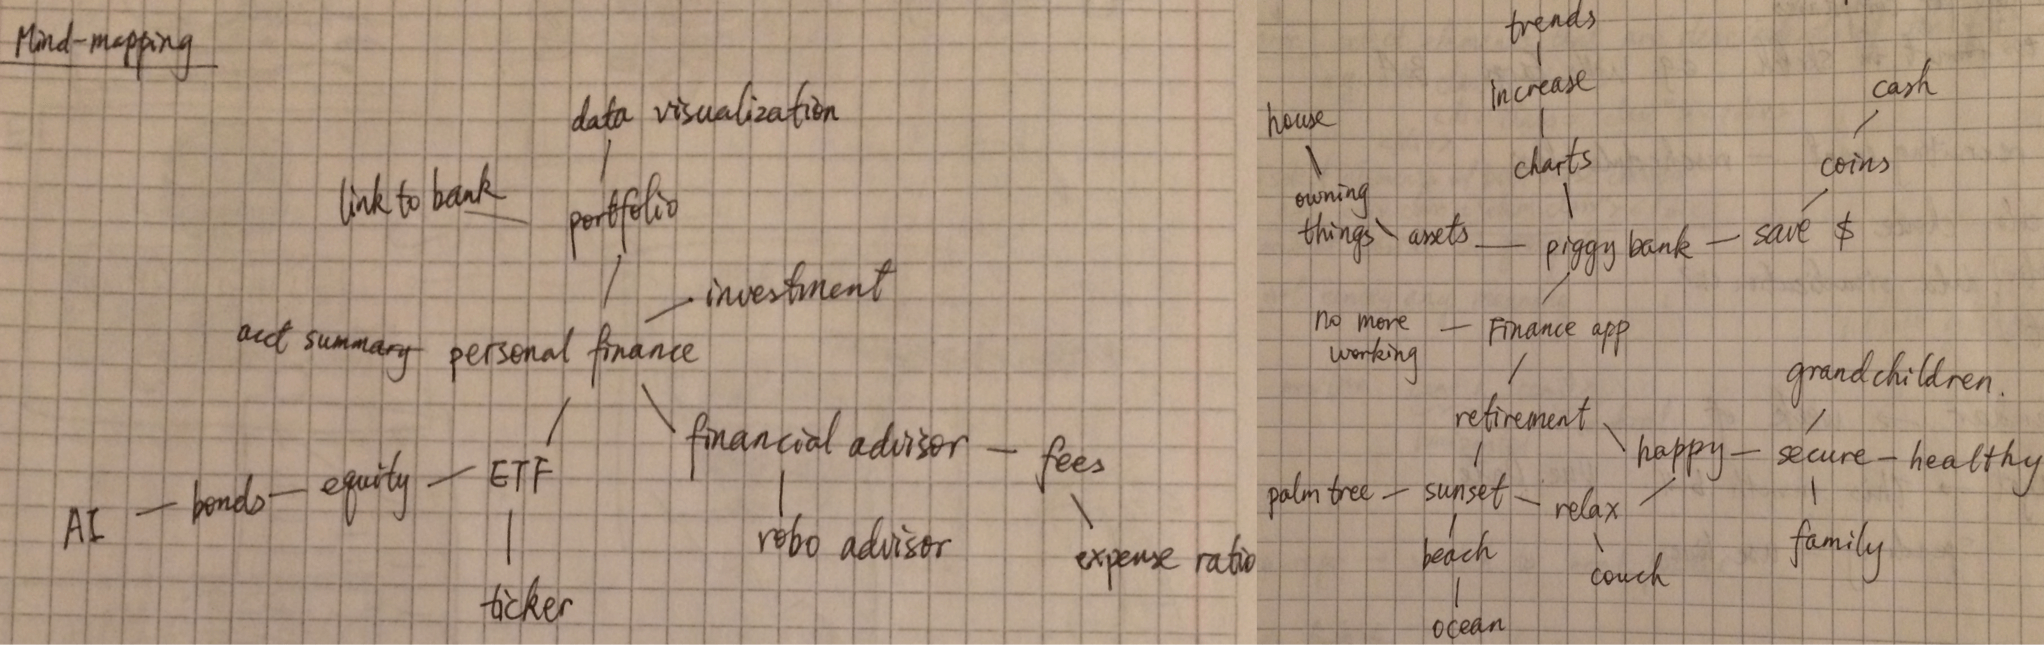 Mind-mapping
data visualization
link to bank
portfolio
investment
acct summary personal finance
financial advisor
fees
AI
bonds
equity
ETF
robo advisor
expense ratio
ticker
trends
increase
cash
house
charts
coins
owning
things
assets
piggy bank
save $
no more
working
Finance app
grandchildren.
retirement
happy
secure
healthy
palm tree
sunset
relax
beach
couch
family
ocean